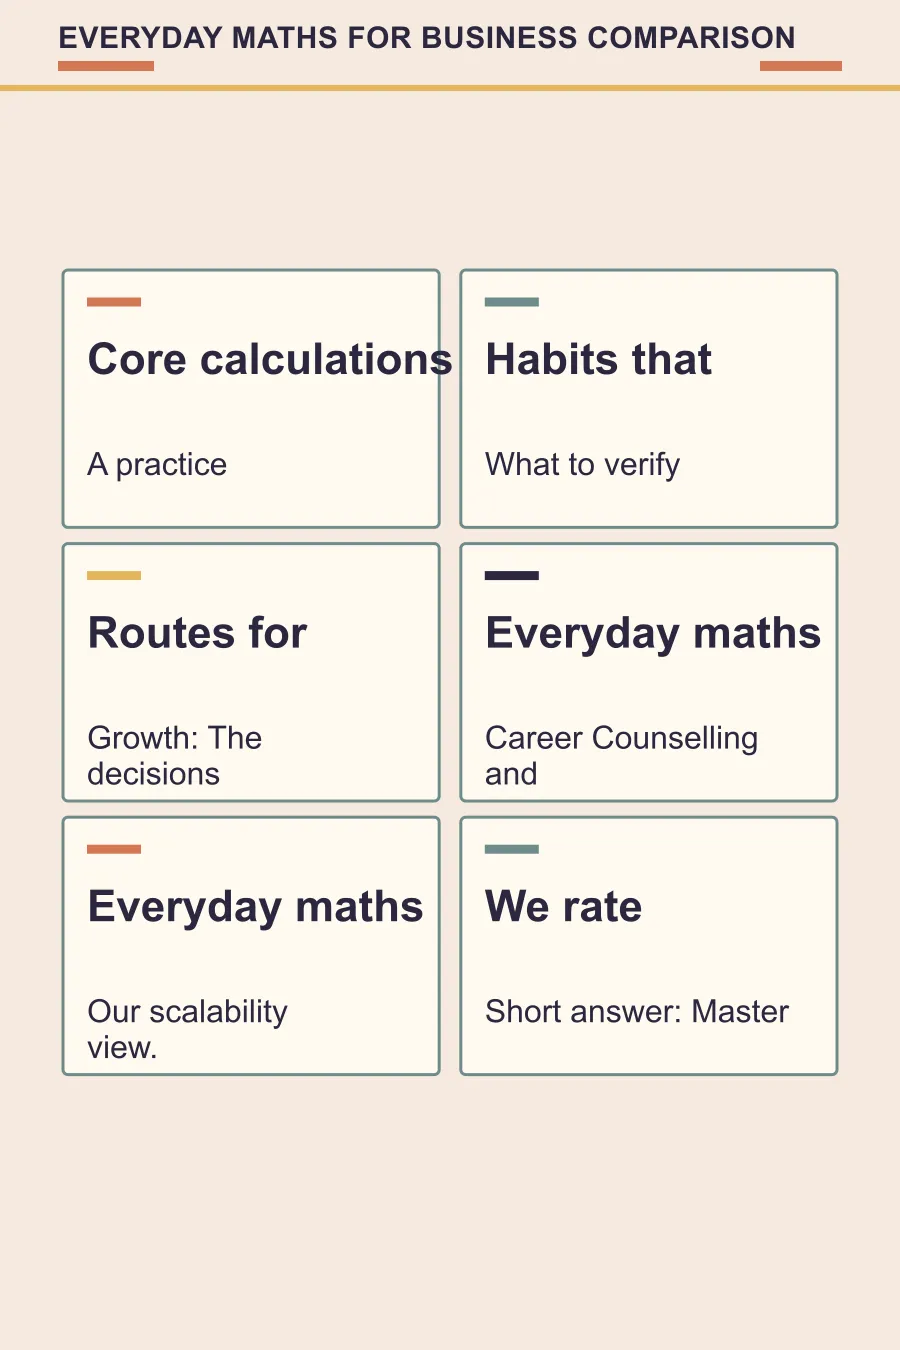 EVERYDAY MATHS FOR BUSINESS COMPARISON
Core calculations
A practice
Habits that
What to verify
Routes for
Growth: The
decisions
Everyday maths
Career Counselling
and
Everyday maths
Our scalability
view.
We rate
Short answer: Master